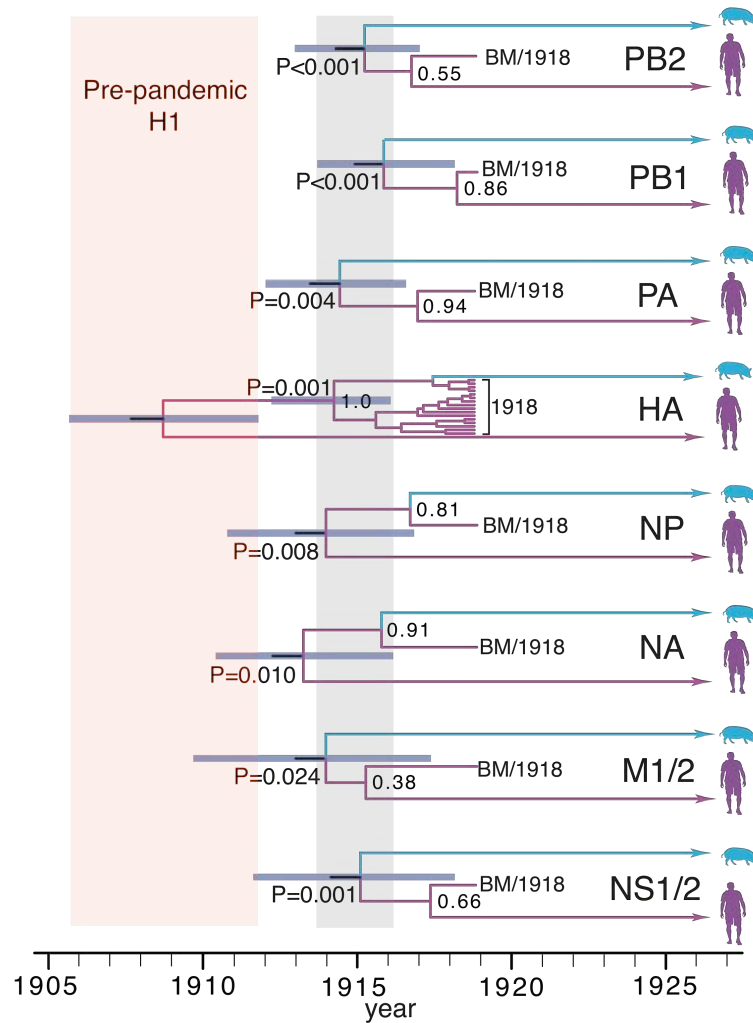 Pre-pandemic
H1
P<0.001
BM/1918
0.55
PB2
P<0.001
BM/1918
0.86
PB1
P=0.004
BM/1918
0.94
PA
P=0.001
1.0
1918
HA
0.81
BM/1918
P=0.008
NP
0.91
BM/1918
P=0.010
NA
P=0.024
BM/1918
0.38
M1/2
P=0.001
BM/1918
0.66
NS1/2
1905 1910 1915 1920 1925
year